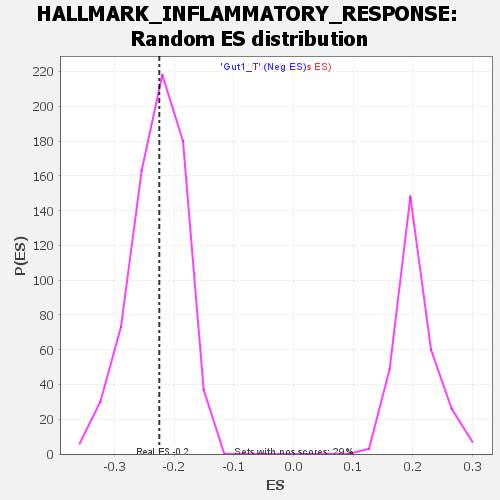 HALLMARK_INFLAMMATORY_RESPONSE:
Random ES distribution
'Gut1_T' (Neg ES)s ES)
220
200
180
160
140
120
100
80
60
40
20
0
P(ES)
Real ES -0.2
Sets with pos scores: 29%
-0.3 -0.2 -0.1 0.0 0.1 0.2 0.3
ES